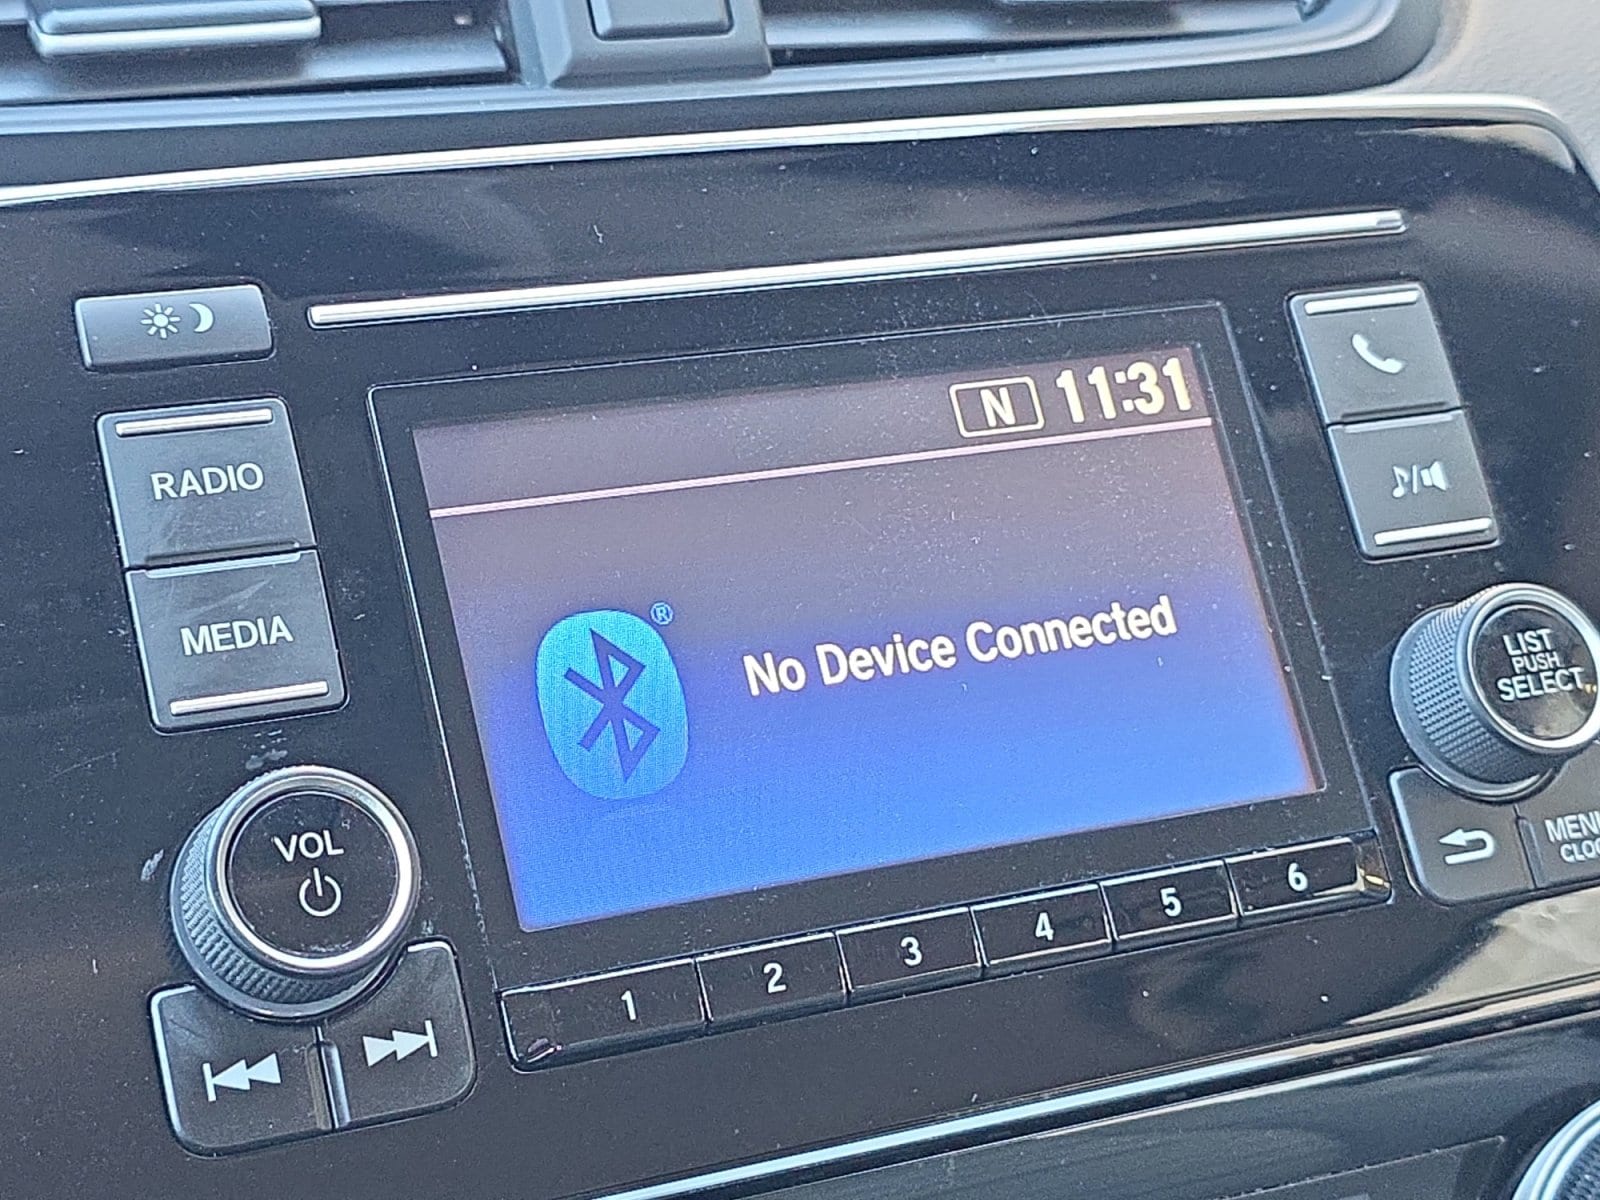 N 11:31
RADIO
MEDIA
®
No Device Connected
LIST
PUSH
SELECT
VOL
1 2 3 4 5 6